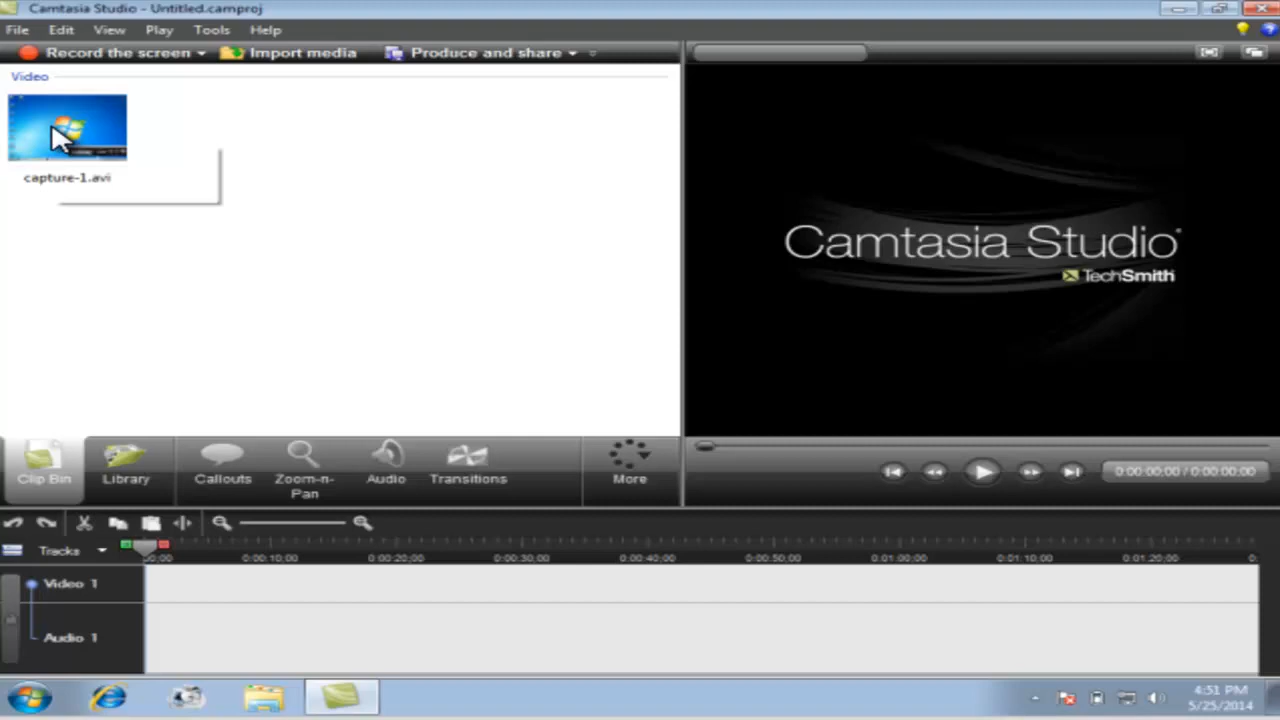 Camtasia Studio - Untitled.camproj
File Edit View Play Tools Help
Record the screen Import media Produce and share
Video
capture-1.avi
Camtasia Studio
TechSmith
Clip Bin Library Callouts Zoom-n-Pan Audio Transitions More
0:00:00;00 / 0:00:00;00
Tracks 0:00:10;00 0:00:20;00 0:00:30;00 0:00:40;00 0:00:50;00 0:01:00;00 0:01:10;00 0:01:20;00
Video 1
Audio 1
4:51 PM
5/25/2014